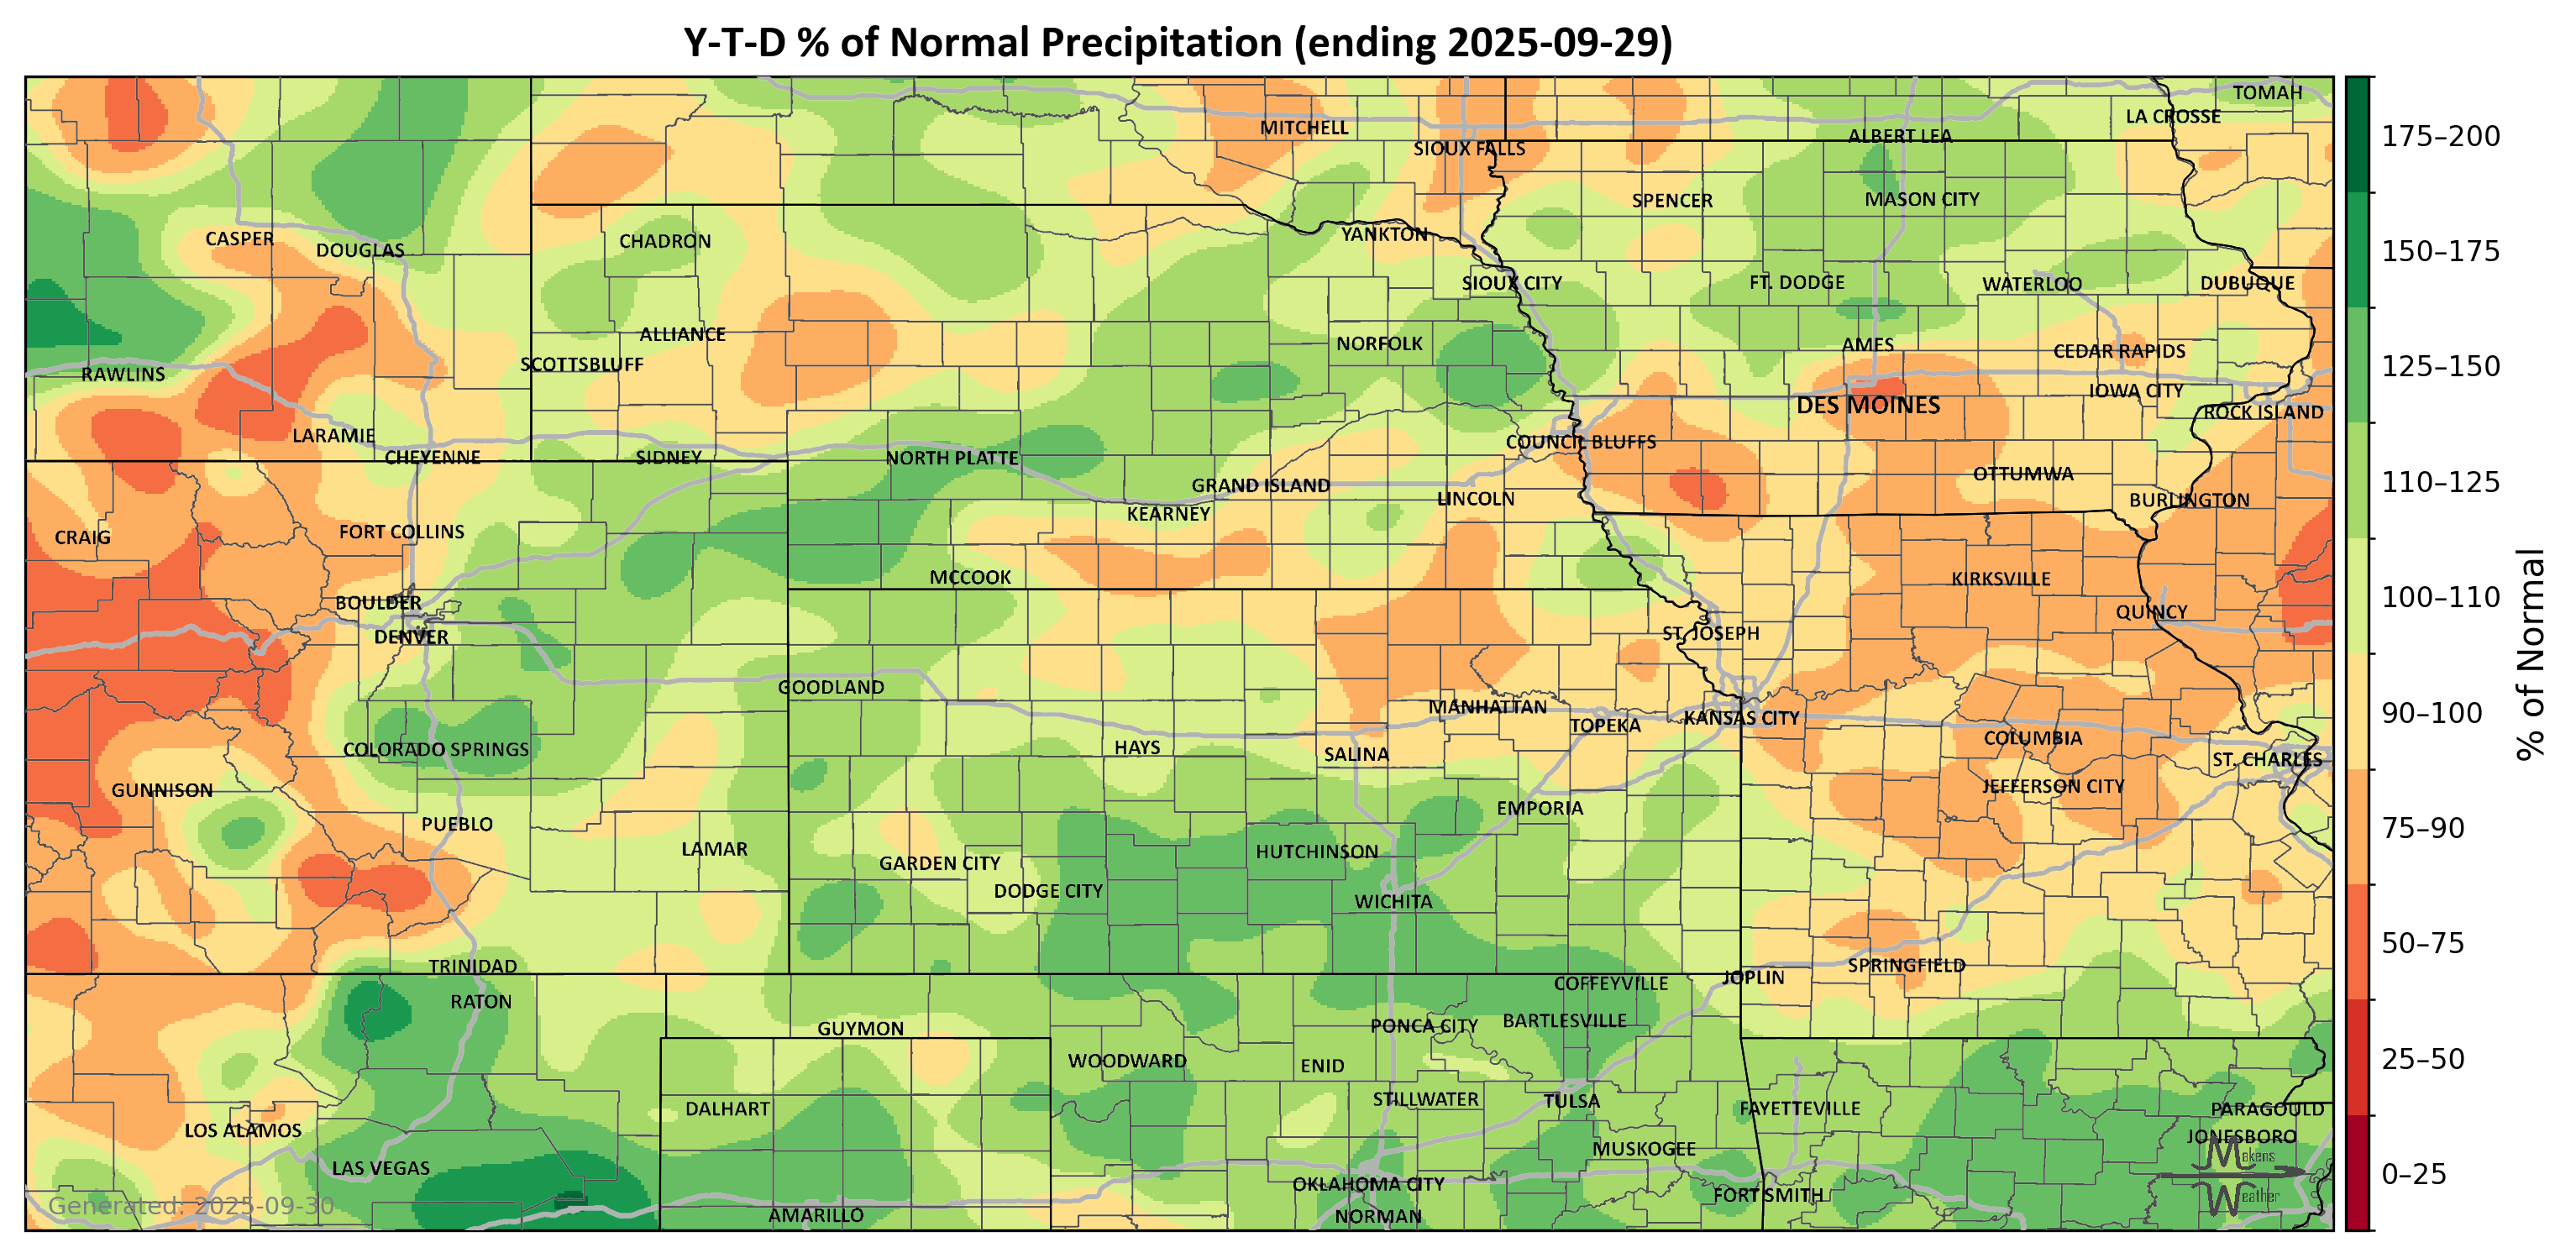 Y-T-D % of Normal Precipitation (ending 2025-09-29)
TOMAH
LA CROSSE
MITCHELL
ALBERT LEA
SIOUX FALLS
SPENCER
MASON CITY
CASPER
DOUGLAS
CHADRON
YANKTON
SIOUX CITY
FT. DODGE
WATERLOO
DUBUQUE
ALLIANCE
NORFOLK
AMES
CEDAR RAPIDS
SCOTTSBLUFF
RAWLINS
IOWA CITY
DES MOINES
ROCK ISLAND
LARAMIE
COUNCIL BLUFFS
CHEYENNE
SIDNEY
NORTH PLATTE
OTTUMWA
GRAND ISLAND
LINCOLN
BURLINGTON
KEARNEY
CRAIG
FORT COLLINS
MCCOOK
KIRKSVILLE
BOULDER
QUINCY
DENVER
ST. JOSEPH
GOODLAND
MANHATTAN
KANSAS CITY
TOPEKA
COLUMBIA
COLORADO SPRINGS
HAYS
SALINA
ST. CHARLES
GUNNISON
JEFFERSON CITY
EMPORIA
PUEBLO
LAMAR
HUTCHINSON
GARDEN CITY
DODGE CITY
WICHITA
TRINIDAD
SPRINGFIELD
JOPLIN
COFFEYVILLE
RATON
BARTLESVILLE
GUYMON
PONCA CITY
WOODWARD
ENID
STILLWATER
TULSA
DALHART
FAYETTEVILLE
PARAGOULD
LOS ALAMOS
JONESBORO
MUSKOGEE
LAS VEGAS
OKLAHOMA CITY
FORT SMITH
AMARILLO
NORMAN
Generated: 2025-09-30
Makens
Weather
175–200
150–175
125–150
110–125
100–110
90–100
75–90
50–75
25–50
0–25
% of Normal